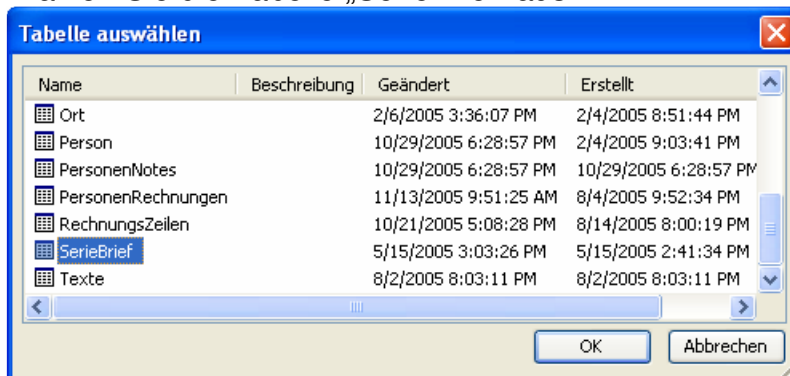 Tabelle auswählen
Name Beschreibung Geändert Erstellt
Ort 2/6/2005 3:36:07 PM 2/4/2005 8:51:44 PM
Person 10/29/2005 6:28:57 PM 2/4/2005 9:03:41 PM
PersonenNotes 10/29/2005 6:28:57 PM 10/29/2005 6:28:57 PM
PersonenRechnungen 11/13/2005 9:51:25 AM 8/4/2005 9:52:34 PM
RechnungsZeilen 10/21/2005 5:08:28 PM 8/14/2005 8:00:19 PM
SerieBrief 5/15/2005 3:03:26 PM 5/15/2005 2:41:34 PM
Texte 8/2/2005 8:03:11 PM 8/2/2005 8:03:11 PM
OK Abbrechen